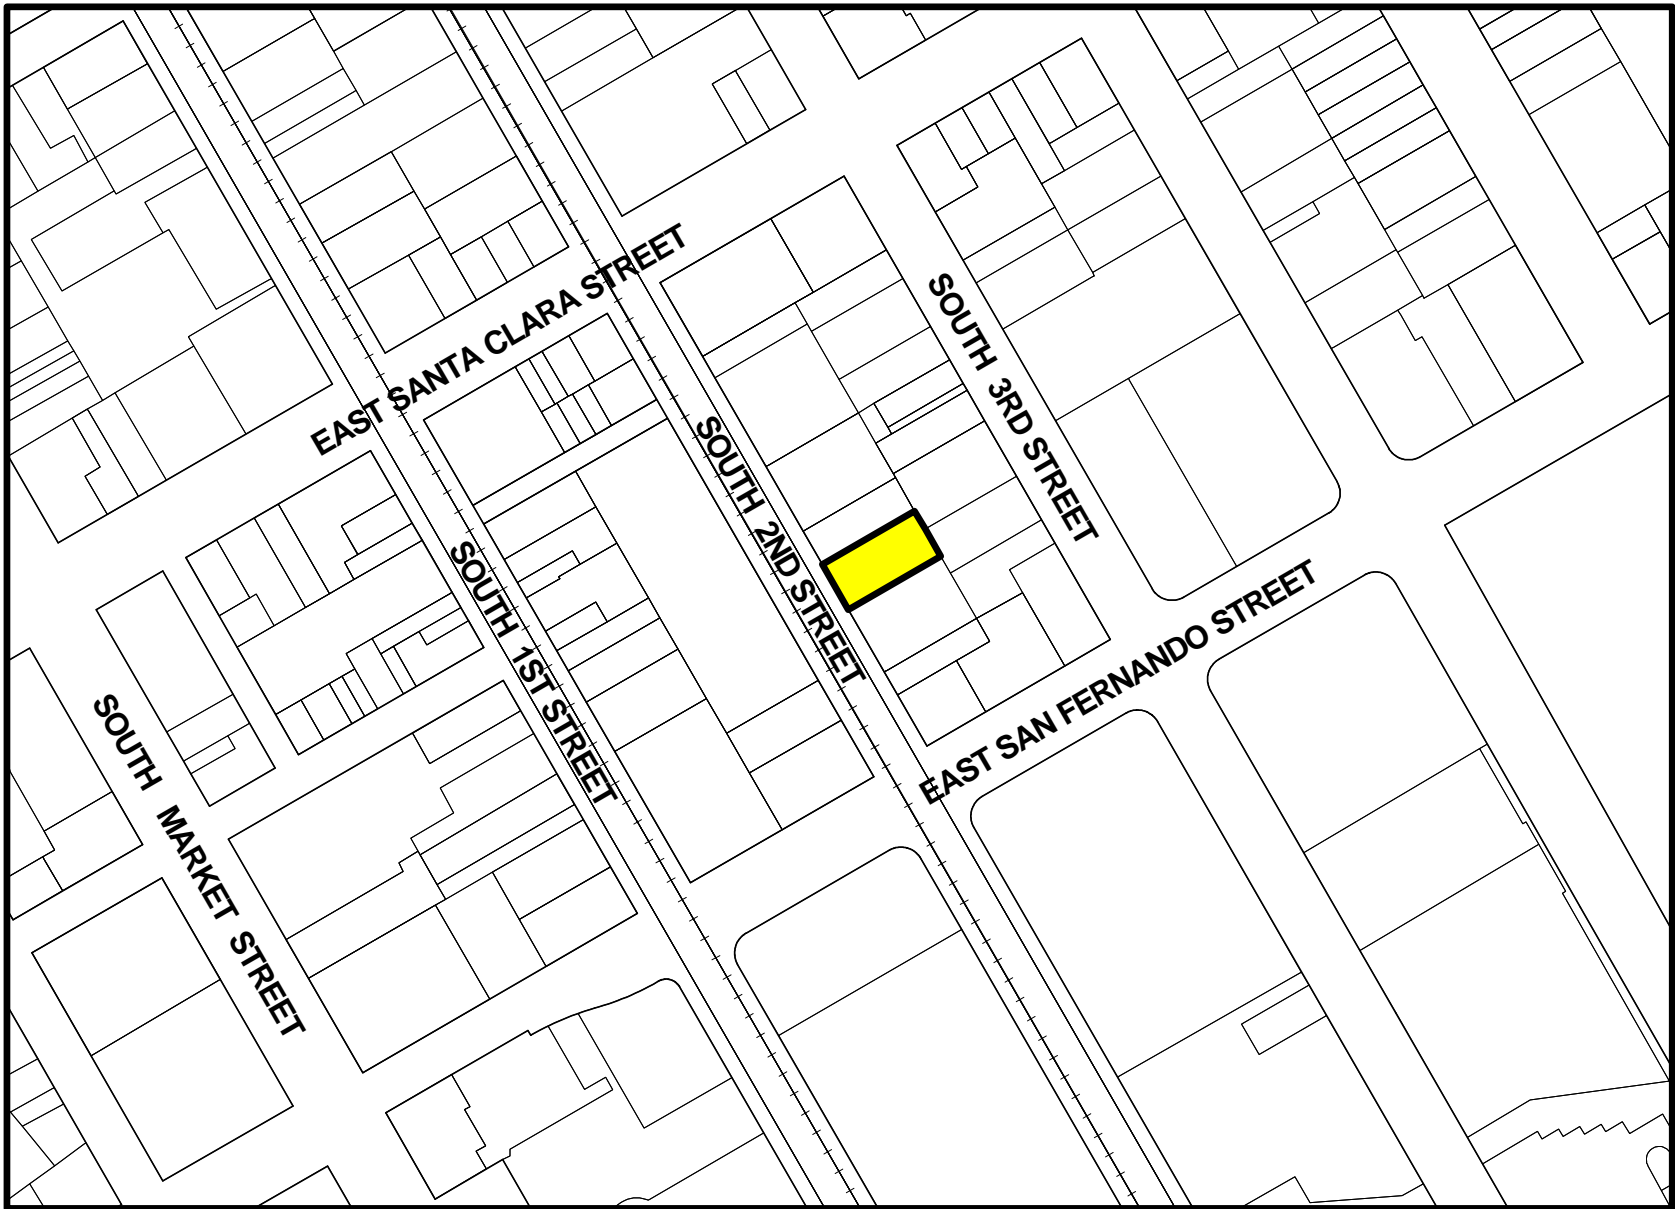 EAST SANTA CLARA STREET
SOUTH 3RD STREET
SOUTH 2ND STREET
SOUTH 1ST STREET
EAST SAN FERNANDO STREET
SOUTH MARKET STREET